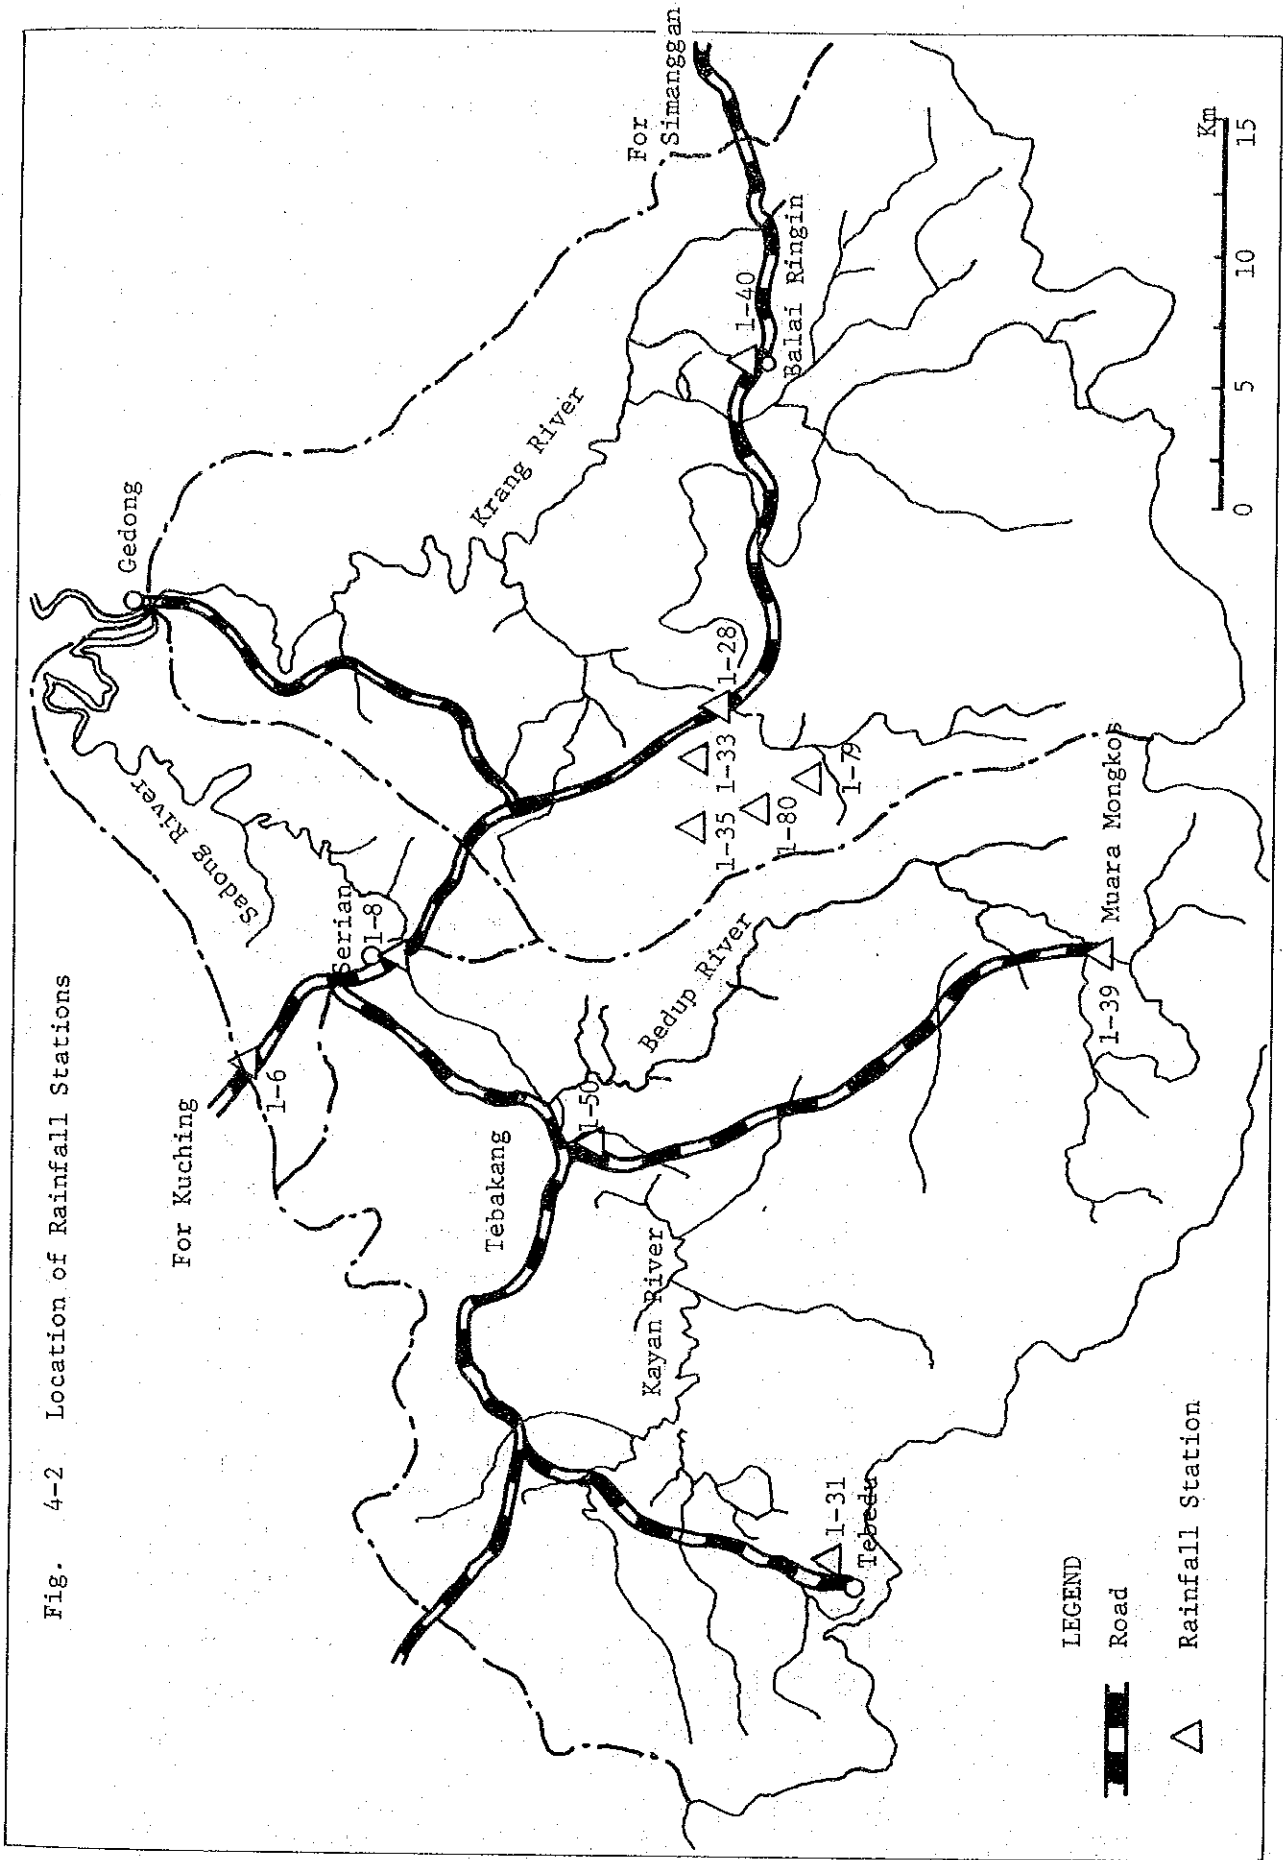 Fig. 4-2 Location of Rainfall Stations
For Kuching
1-6
Serian
1-8
Sadong River
Gedong
Krang River
For
Simanggan
1-40
Balai Ringin
1-28
1-33
1-35
1-80
1-79
Tebakang
1-50
Bedup River
Kayan River
Muara Mongkos
1-39
1-31
Tebedu
LEGEND
Road
Rainfall Station
Km
0 5 10 15